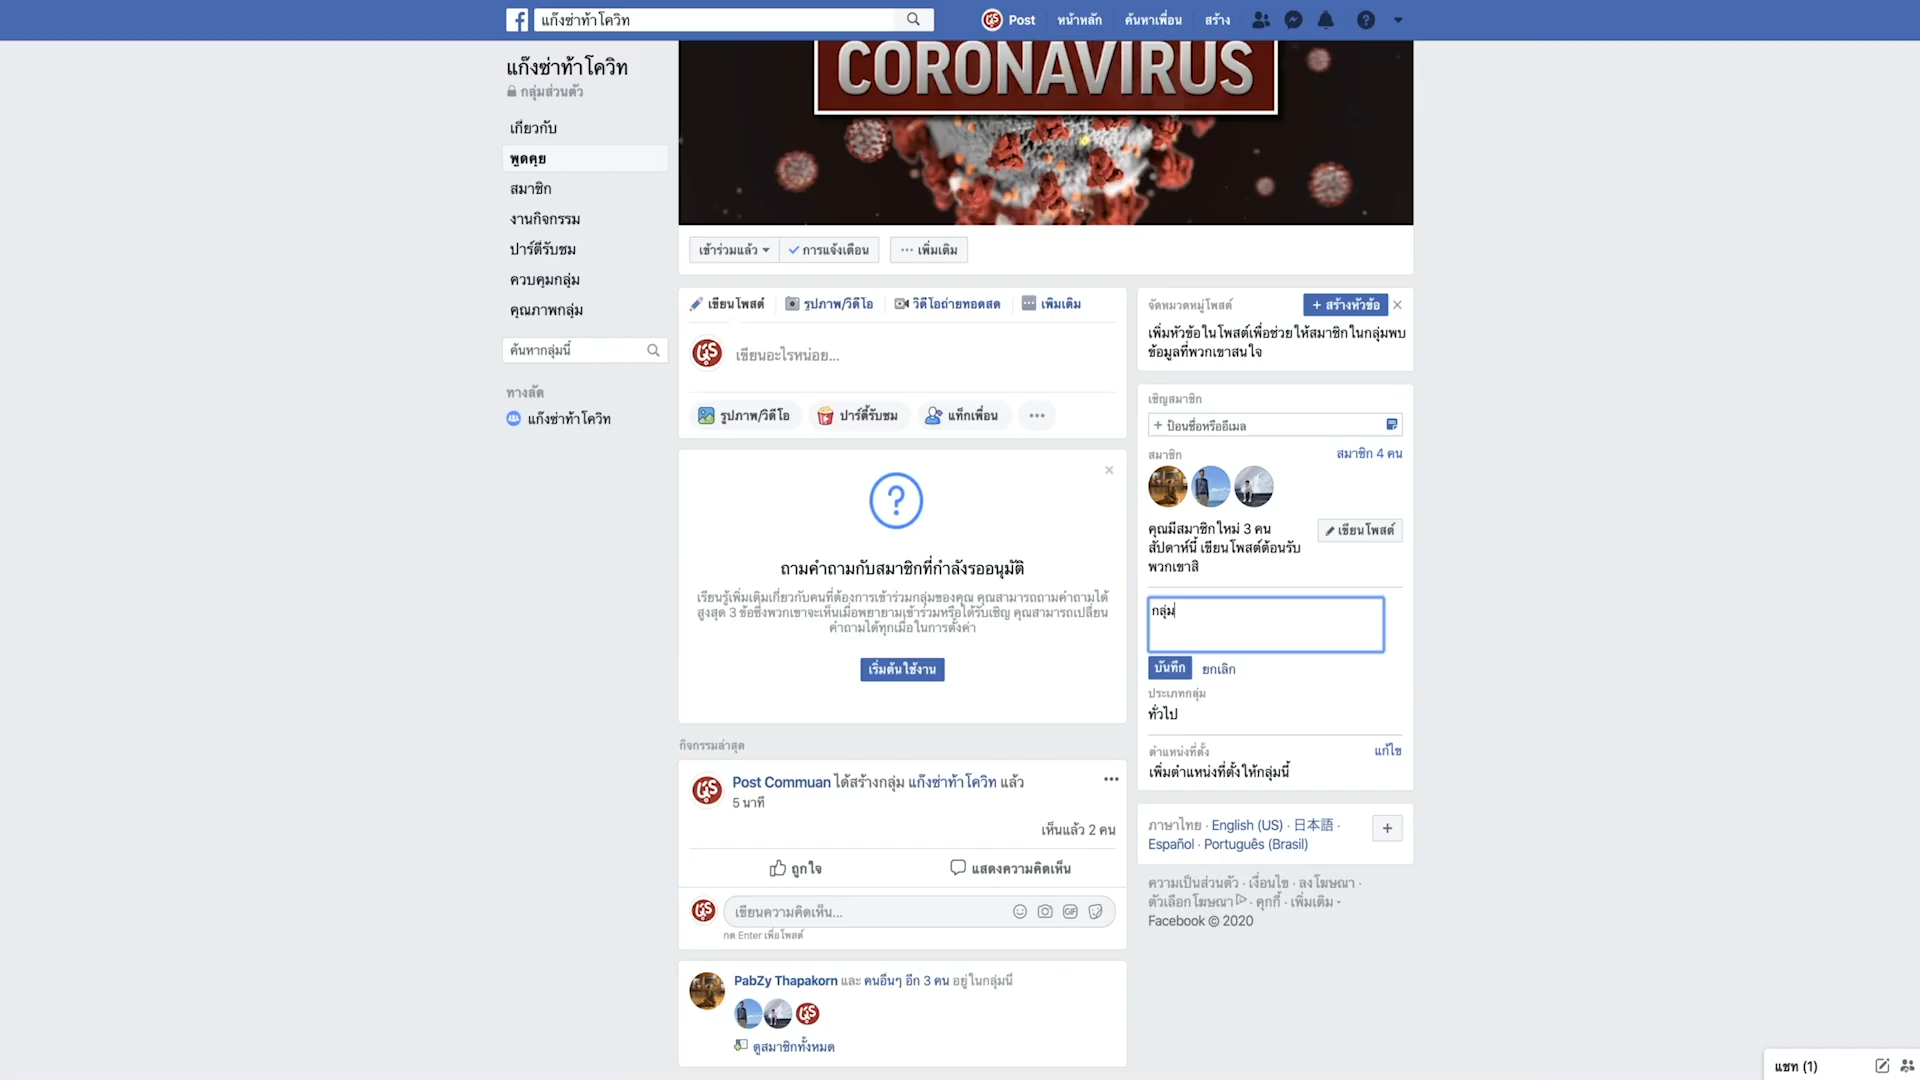 แก๊งซ่าท้าโควิท
Post
หน้าหลัก
ค้นหาเพื่อน
สร้าง
แก๊งซ่าท้าโควิท
กลุ่มส่วนตัว
เกี่ยวกับ
พูดคุย
สมาชิก
งานกิจกรรม
ปาร์ตี้รับชม
ควบคุมกลุ่ม
คุณภาพกลุ่ม
ค้นหากลุ่มนี้
ทางลัด
แก๊งซ่าท้าโควิท
CORONAVIRUS
เข้าร่วมแล้ว
การแจ้งเตือน
เพิ่มเติม
เขียนโพสต์
รูปภาพ/วิดีโอ
วิดีโอถ่ายทอดสด
เพิ่มเติม
เขียนอะไรหน่อย...
รูปภาพ/วิดีโอ
ปาร์ตี้รับชม
แท็กเพื่อน
ถามคำถามกับสมาชิกที่กำลังรออนุมัติ
เรียนรู้เพิ่มเติมเกี่ยวกับคนที่ต้องการเข้าร่วมกลุ่มของคุณ คุณสามารถถามคำถามได้
สูงสุด 3 ข้อซึ่งพวกเขาจะเห็นเมื่อพยายามเข้าร่วมหรือได้รับเชิญ คุณสามารถเปลี่ยน
คำถามได้ทุกเมื่อในการตั้งค่า
เริ่มต้นใช้งาน
กิจกรรมล่าสุด
Post Commuan ได้สร้างกลุ่ม แก๊งซ่าท้าโควิท แล้ว
5 นาที
เห็นแล้ว 2 คน
ถูกใจ
แสดงความคิดเห็น
เขียนความคิดเห็น...
GIF
กด Enter เพื่อโพสต์
PabZy Thapakorn และ คนอื่นๆ อีก 3 คน อยู่ในกลุ่มนี้
ดูสมาชิกทั้งหมด
จัดหมวดหมู่โพสต์
+ สร้างหัวข้อ
เพิ่มหัวข้อในโพสต์เพื่อช่วยให้สมาชิกในกลุ่มพบ
ข้อมูลที่พวกเขาสนใจ
เชิญสมาชิก
+ ป้อนชื่อหรืออีเมล
สมาชิก
สมาชิก 4 คน
คุณมีสมาชิกใหม่ 3 คน
สัปดาห์นี้ เขียนโพสต์ต้อนรับ
พวกเขาสิ
เขียนโพสต์
กลุ่ม
บันทึก
ยกเลิก
ประเภทกลุ่ม
ทั่วไป
ตำแหน่งที่ตั้ง
แก้ไข
เพิ่มตำแหน่งที่ตั้งให้กลุ่มนี้
ภาษาไทย · English (US) · 日本語 ·
Español · Português (Brasil)
ความเป็นส่วนตัว · เงื่อนไข · ลงโฆษณา ·
ตัวเลือกโฆษณา · คุกกี้ · เพิ่มเติม
Facebook © 2020
แชท (1)